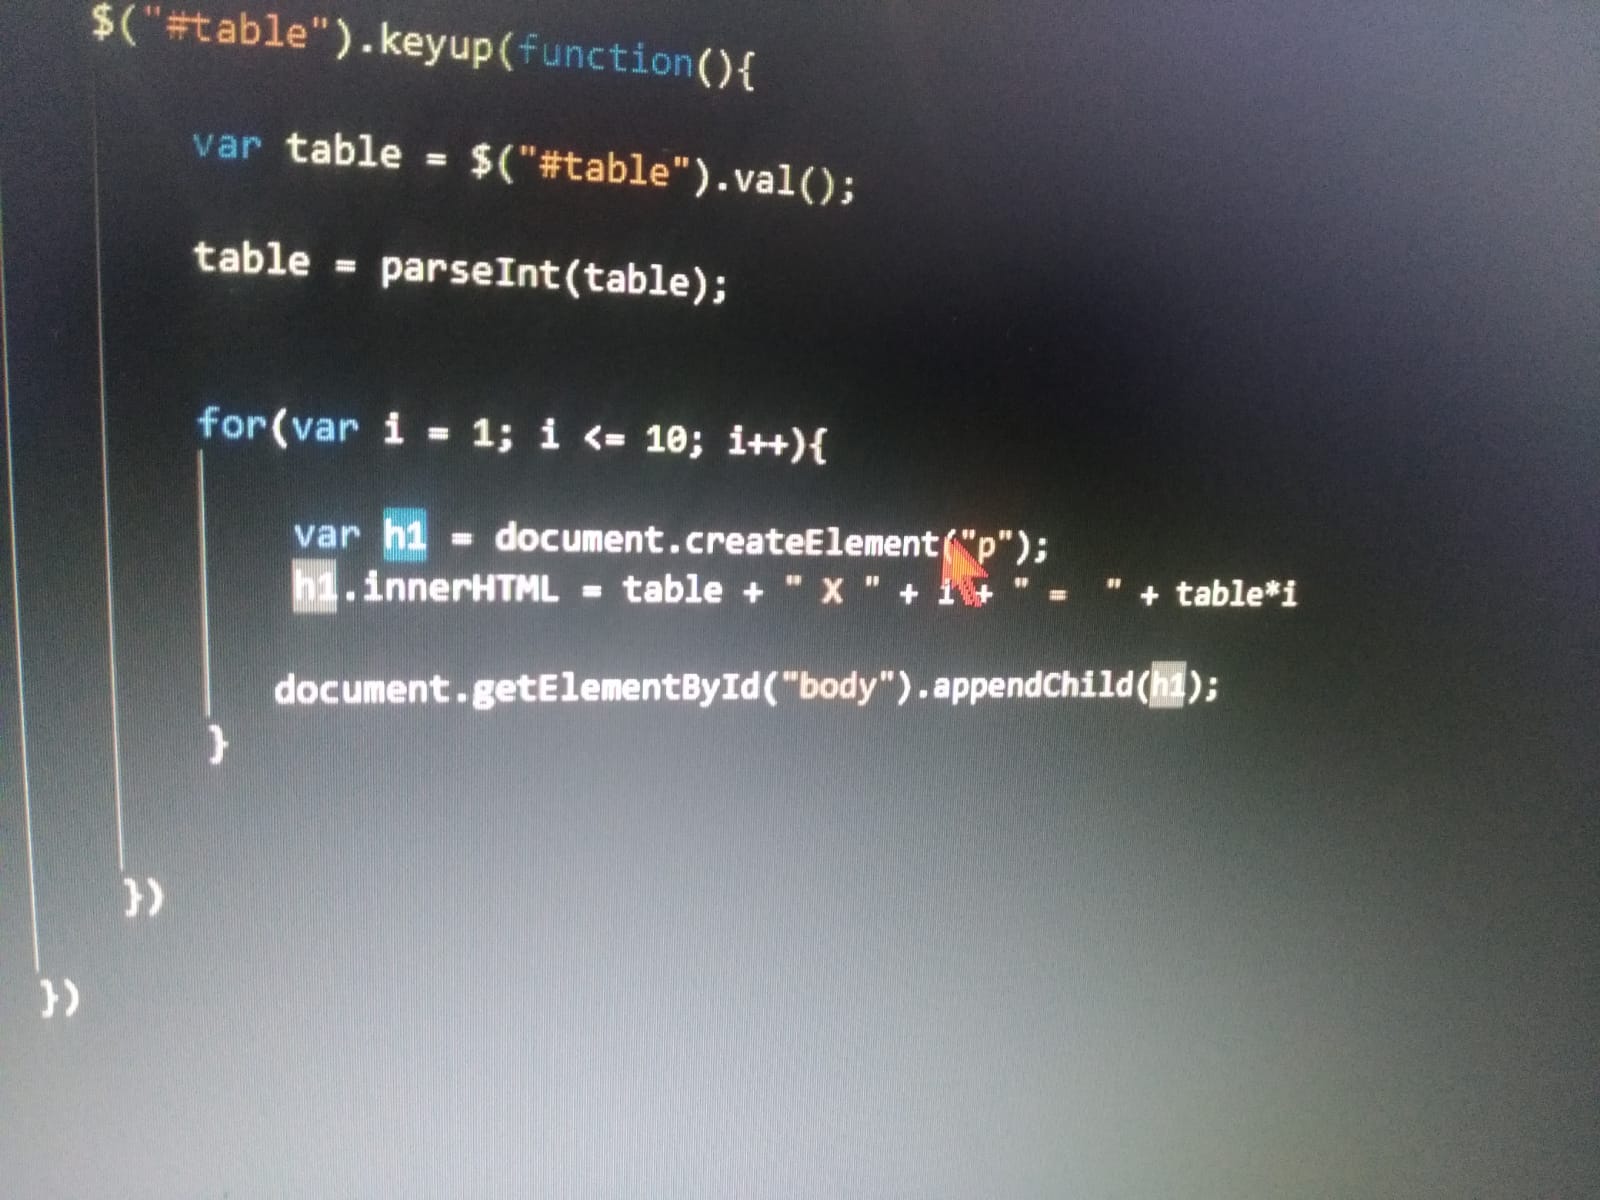 $("#table").keyup(function(){
var table = $("#table").val();
table = parseInt(table);
for(var i = 1; i <= 10; i++){
var h1 = document.createElement("p");
h1.innerHTML = table + " X " + i + " =  " + table*i
document.getElementById("body").appendChild(h1);
}
})
})